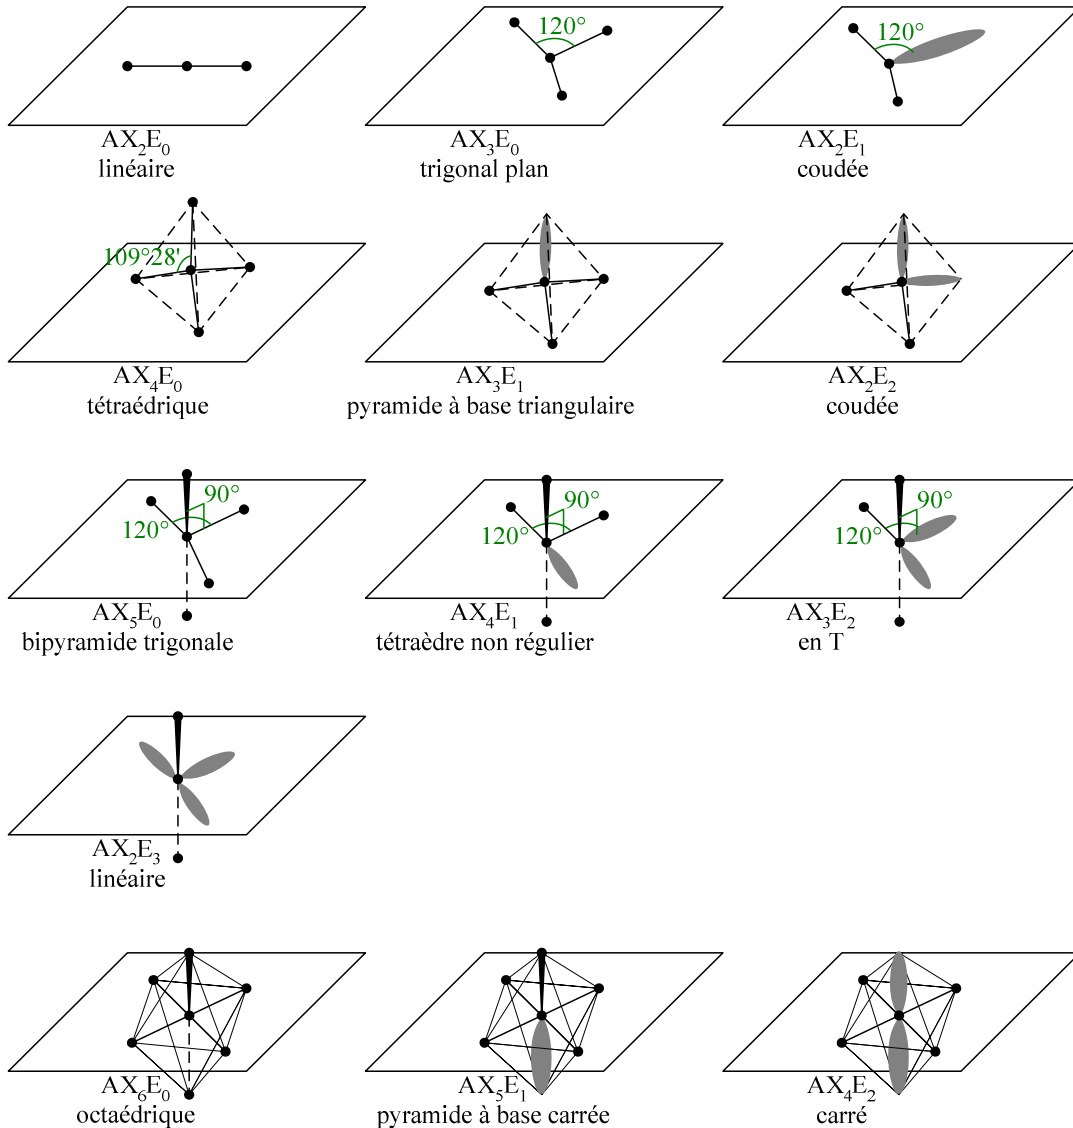 120°
120°
AX₂E₀
linéaire
AX₃E₀
trigonal plan
AX₂E₁
coudée
109°28'
AX₄E₀
tétraédrique
AX₃E₁
pyramide à base triangulaire
AX₂E₂
coudée
90°
120°
90°
120°
90°
120°
AX₅E₀
bipyramide trigonale
AX₄E₁
tétraèdre non régulier
AX₃E₂
en T
AX₂E₃
linéaire
AX₆E₀
octaédrique
AX₅E₁
pyramide à base carrée
AX₄E₂
carré